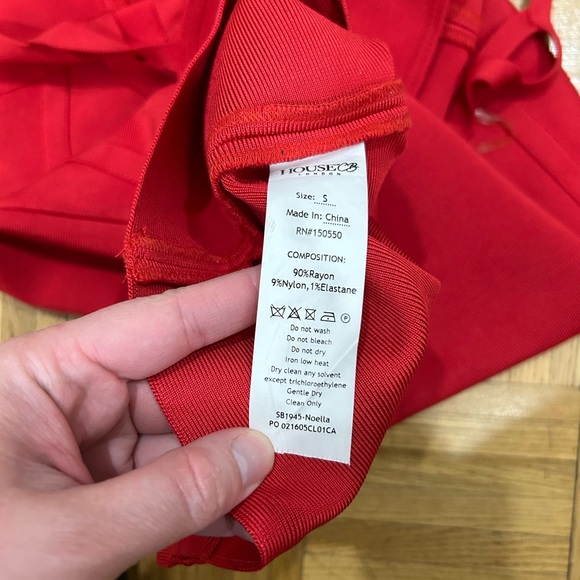 HOUSE CB
LONDON
Size: S
Made In: China
RN#150550
COMPOSITION:
90%Rayon
9%Nylon,1%Elastane
P
Do not wash
Do not bleach
Do not dry
Iron low heat
Dry clean any solvent
except trichloroethylene
Gentle Dry
Clean Only
SB1945-Noella
PO 021605CL01CA